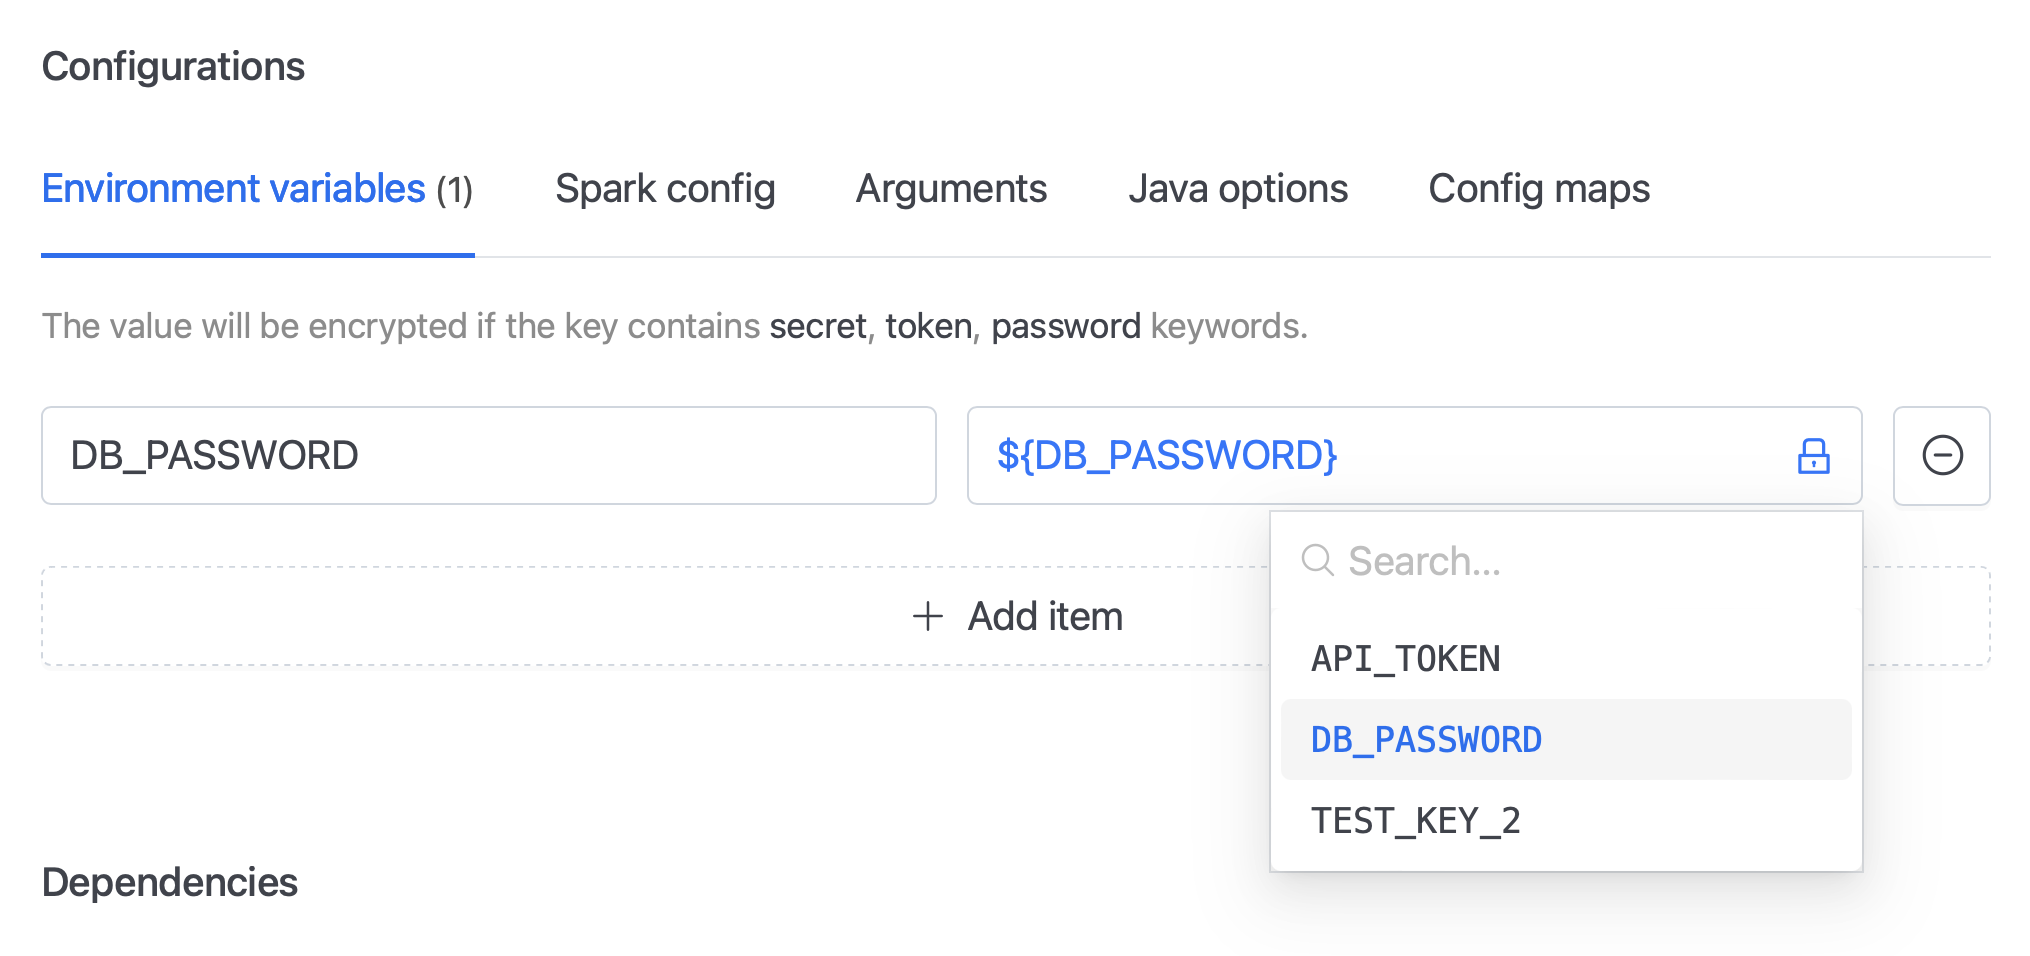 Configurations
Environment variables (1) Spark config Arguments Java options Config maps
The value will be encrypted if the key contains secret, token, password keywords.
DB_PASSWORD ${DB_PASSWORD}
Search...
Add item
API_TOKEN
DB_PASSWORD
TEST_KEY_2
Dependencies